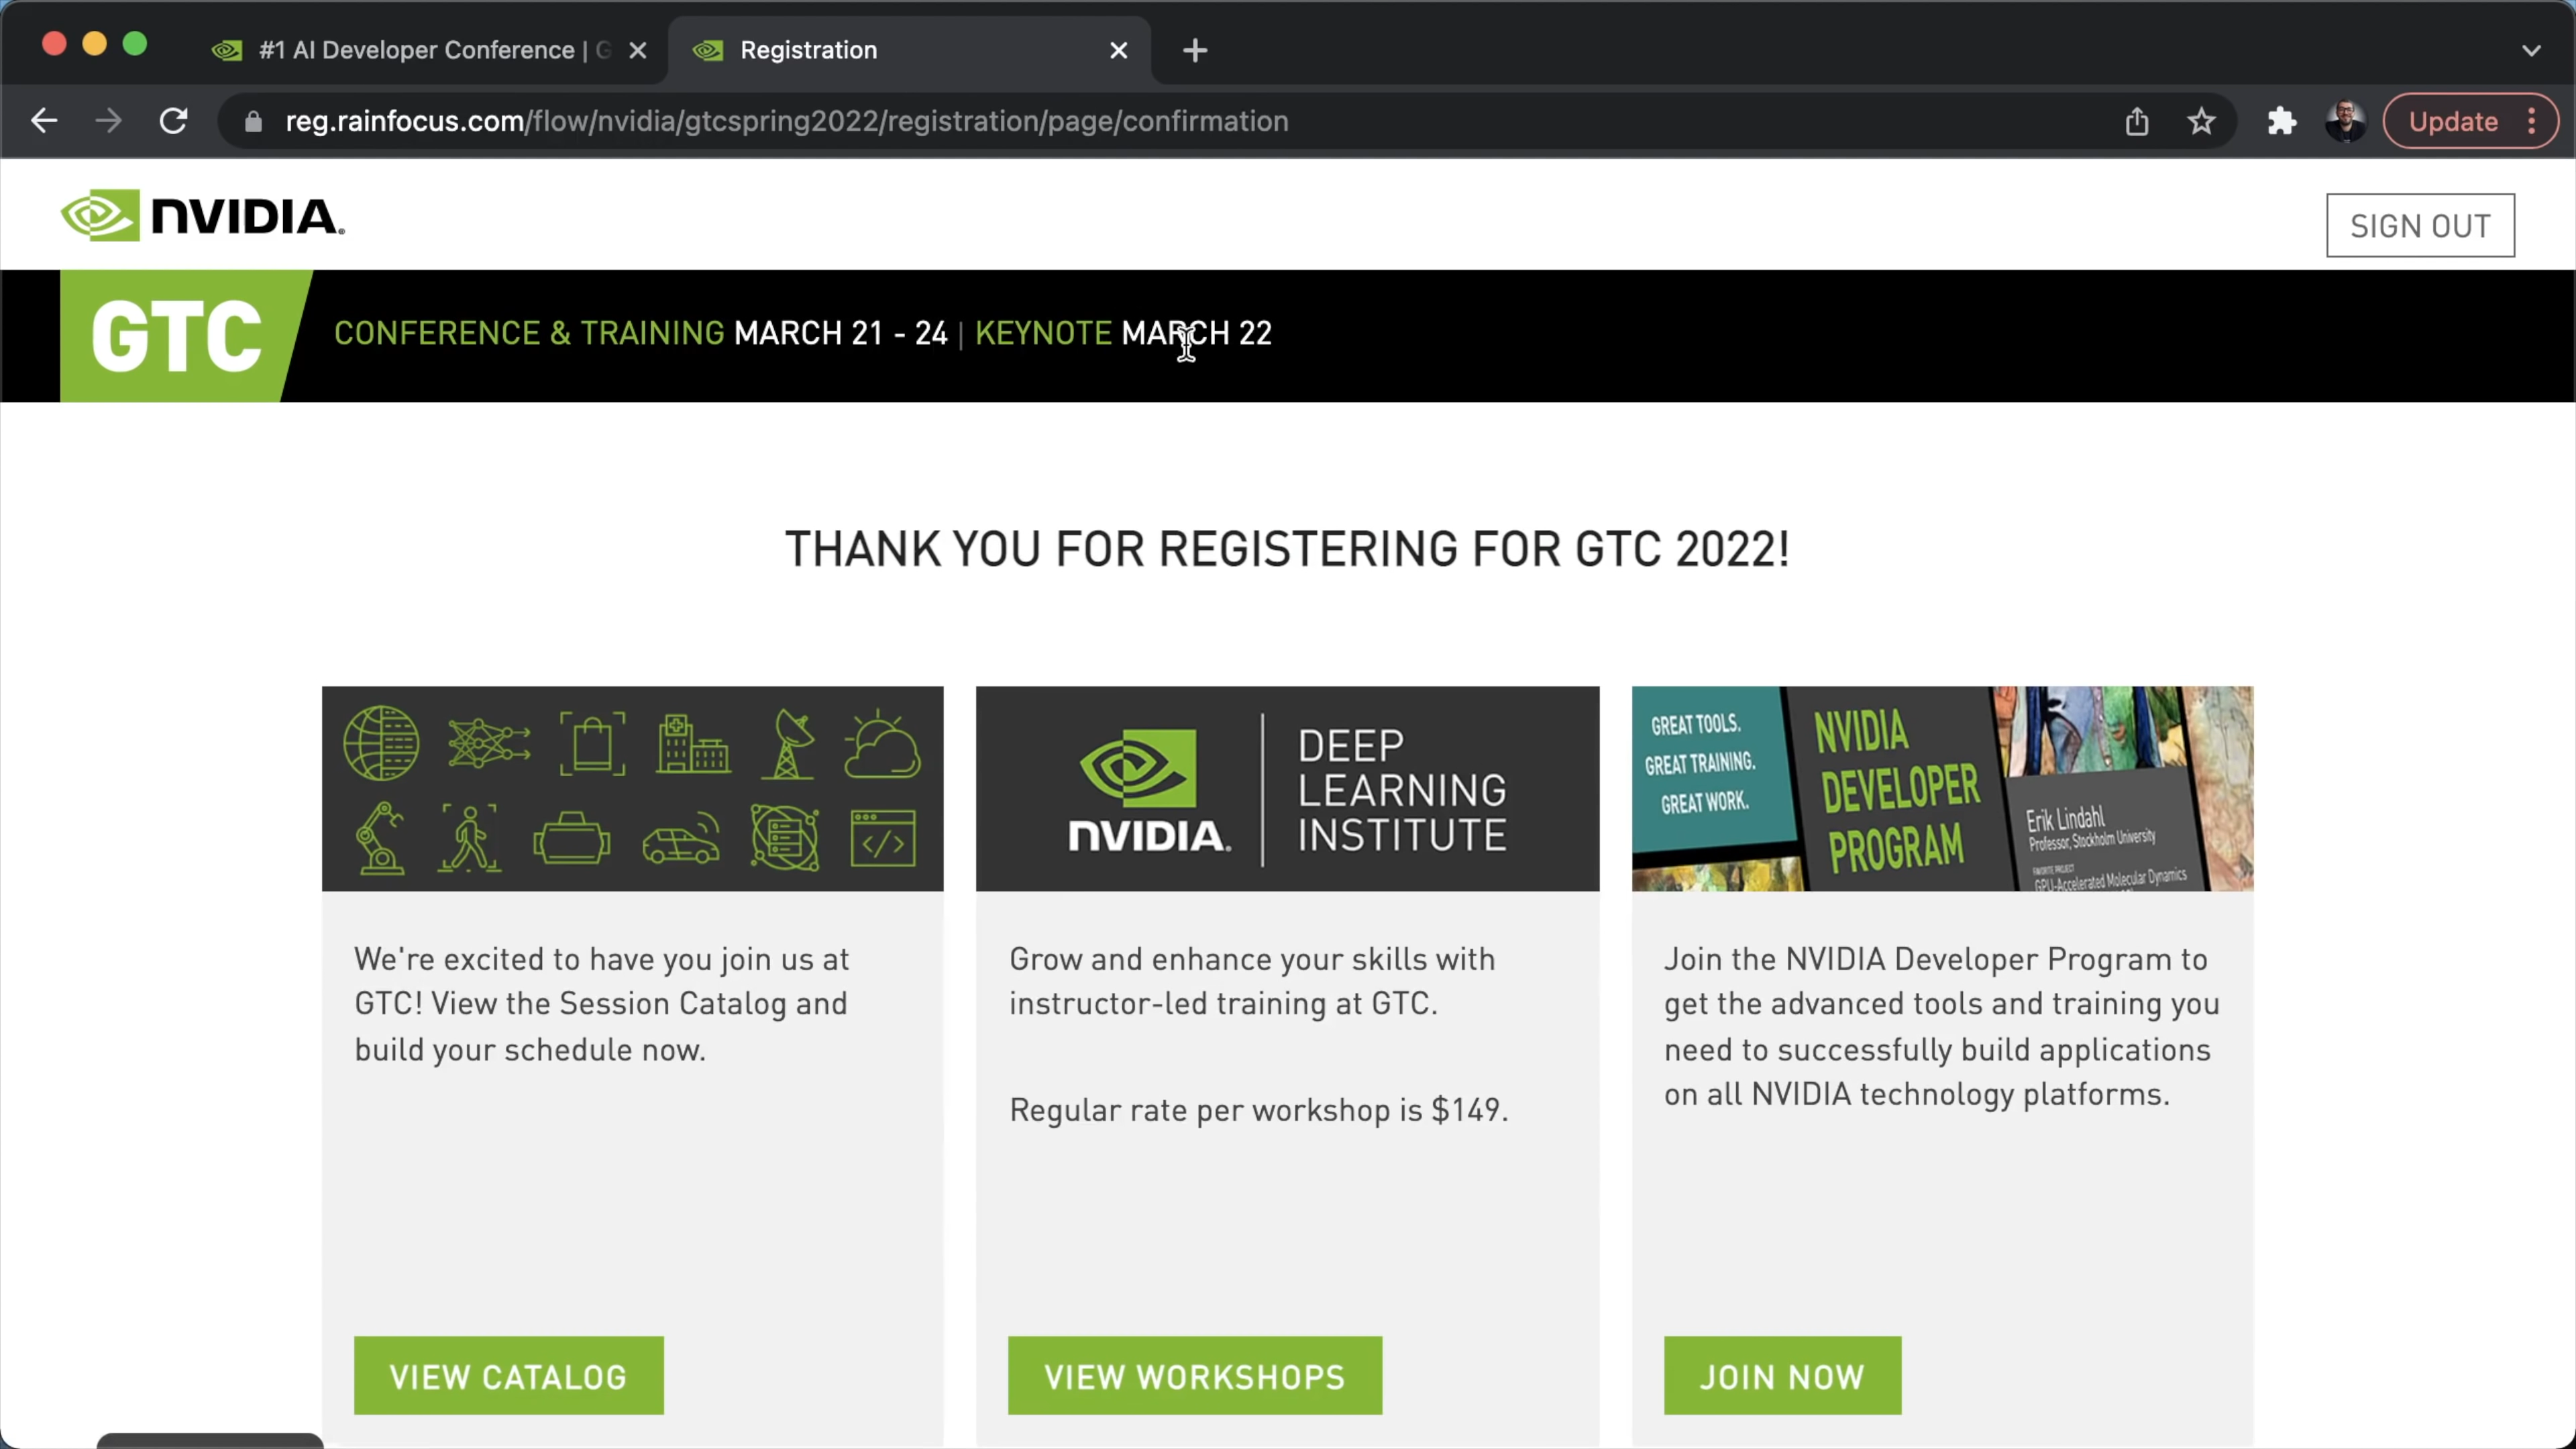 #1 AI Developer Conference | G
Registration
reg.rainfocus.com/flow/nvidia/gtcspring2022/registration/page/confirmation
Update
NVIDIA.
SIGN OUT
GTC
CONFERENCE & TRAINING MARCH 21 - 24 | KEYNOTE MARCH 22
THANK YOU FOR REGISTERING FOR GTC 2022!
We're excited to have you join us at
GTC! View the Session Catalog and
build your schedule now.
VIEW CATALOG
NVIDIA.
DEEP
LEARNING
INSTITUTE
Grow and enhance your skills with
instructor-led training at GTC.
Regular rate per workshop is $149.
VIEW WORKSHOPS
GREAT TOOLS.
GREAT TRAINING.
GREAT WORK.
NVIDIA
DEVELOPER
PROGRAM
Erik Lindahl
Professor, Stockholm University
FAVORITE PROJECT
GPU-Accelerated Molecular Dynamics
Join the NVIDIA Developer Program to
get the advanced tools and training you
need to successfully build applications
on all NVIDIA technology platforms.
JOIN NOW